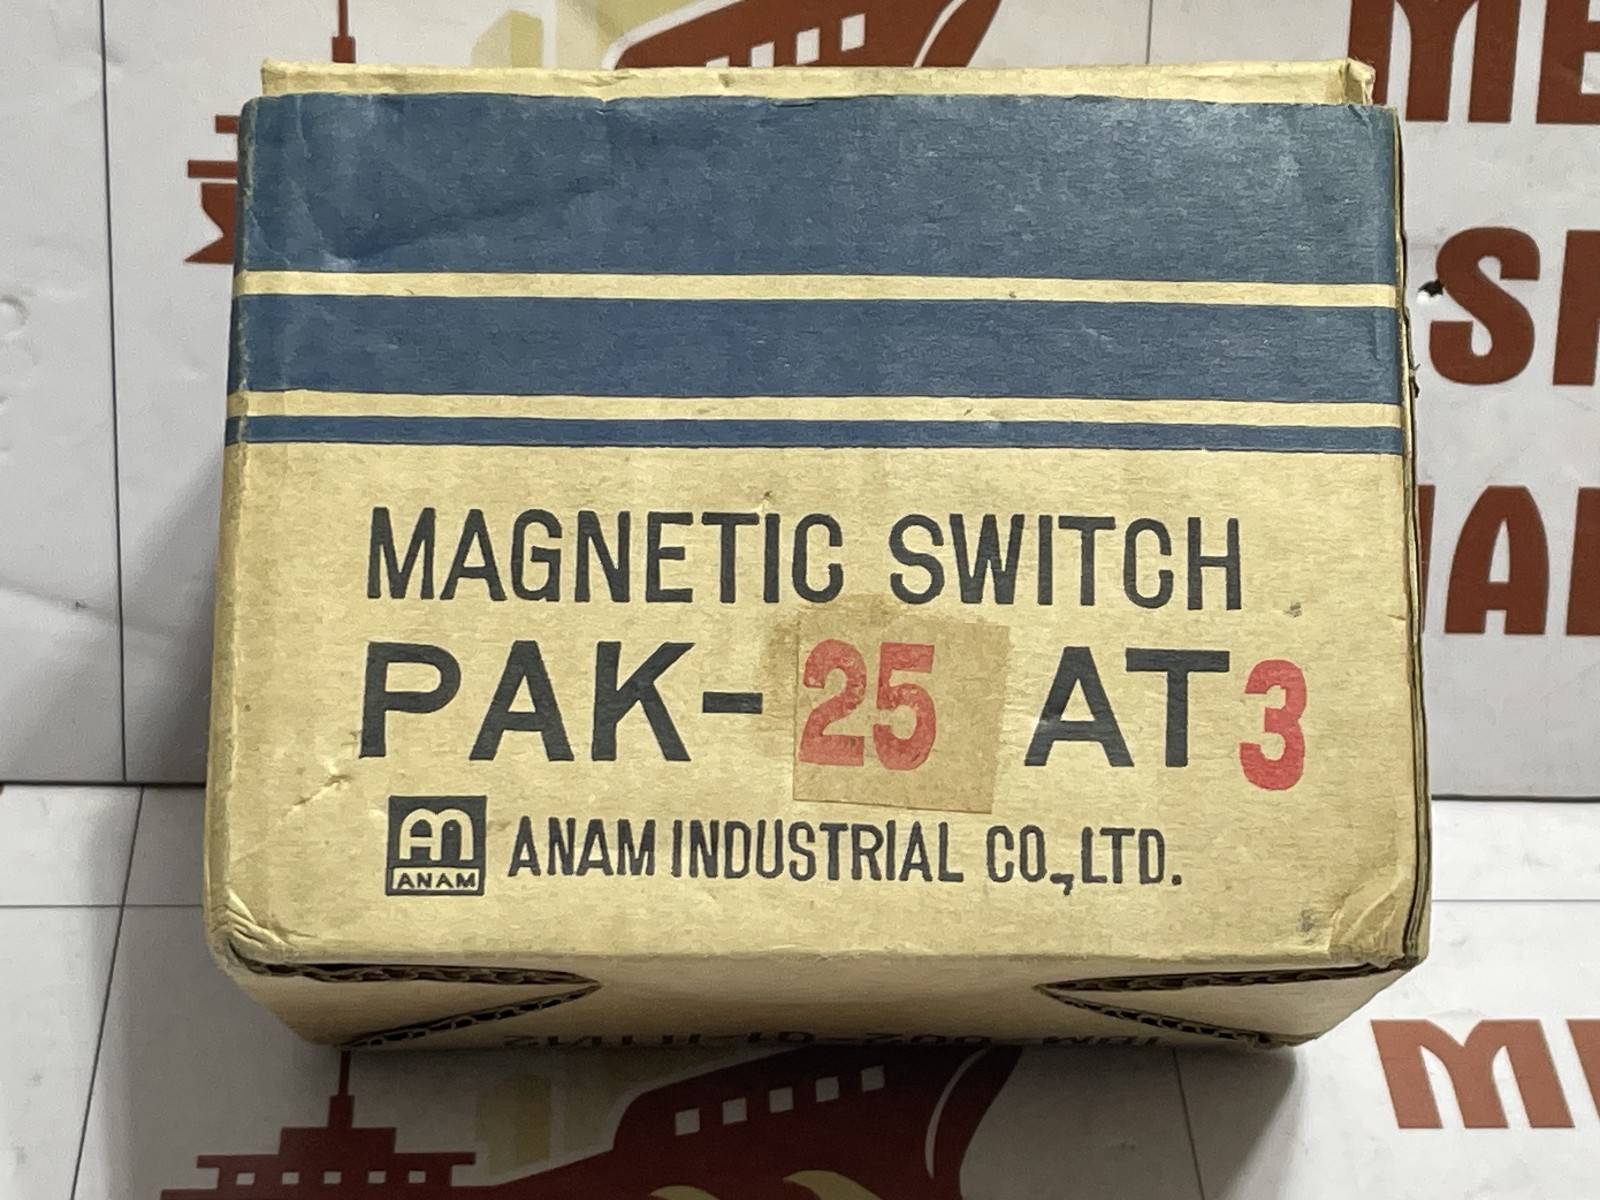 MAGNETIC SWITCH
PAK-25 AT3
ANAM
ANAM INDUSTRIAL CO.,LTD.